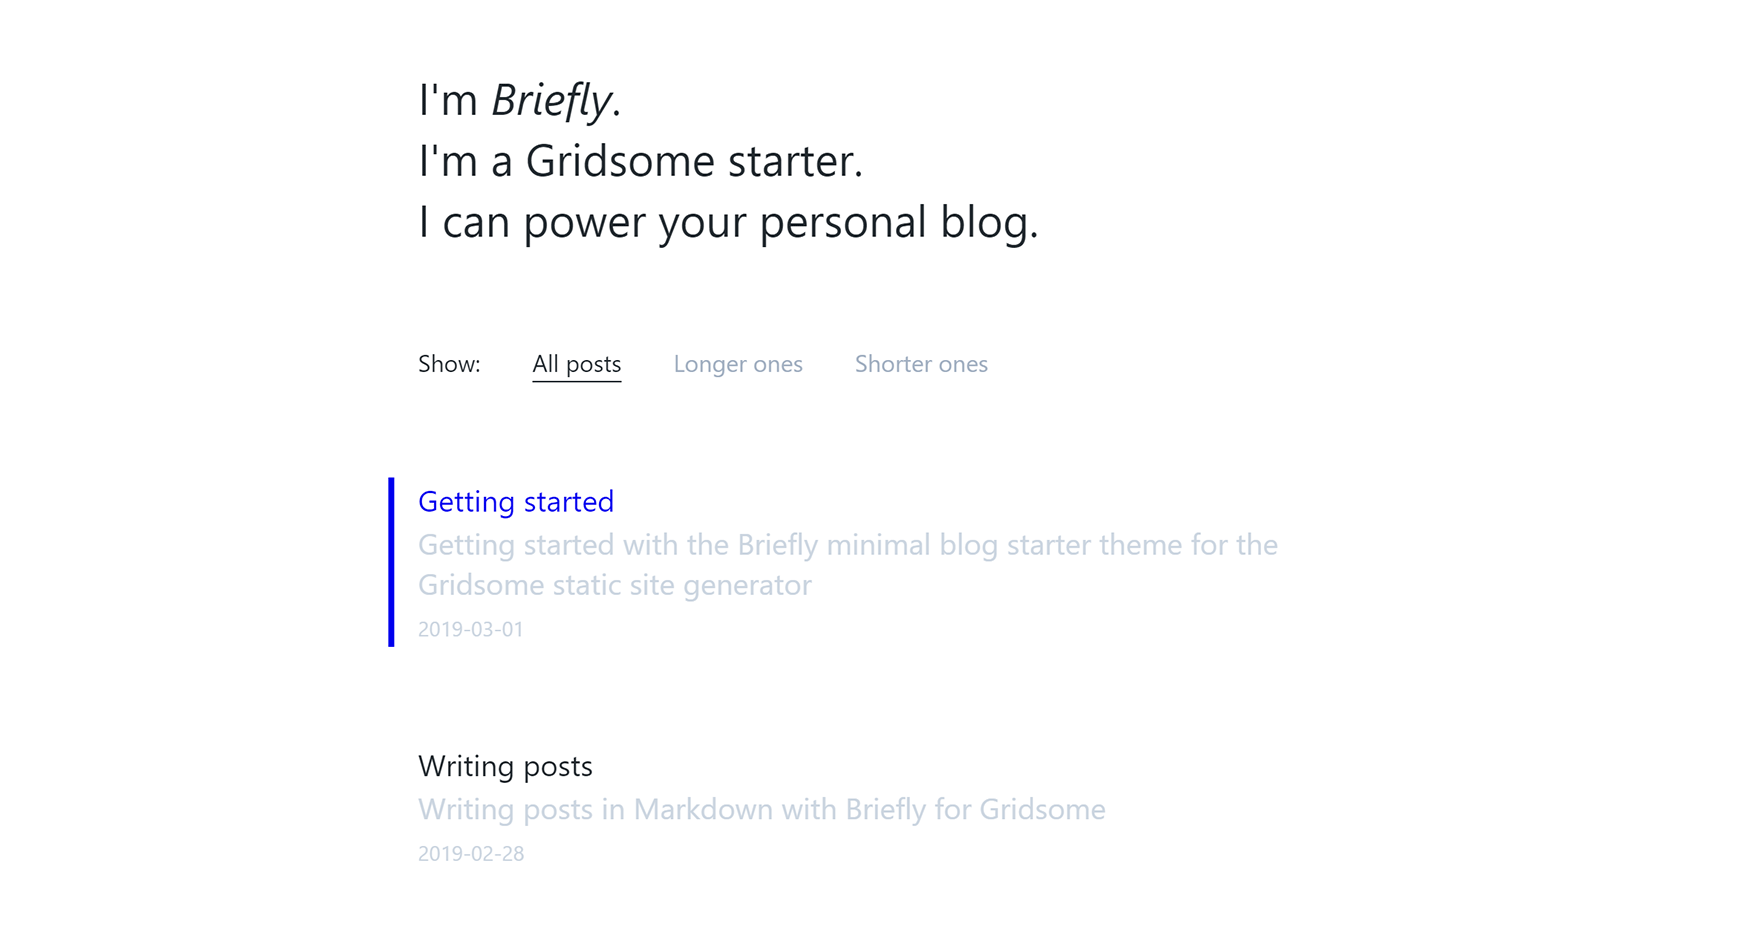 I'm Briefly.
I'm a Gridsome starter.
I can power your personal blog.
Show: All posts Longer ones Shorter ones
Getting started
Getting started with the Briefly minimal blog starter theme for the
Gridsome static site generator
2019-03-01
Writing posts
Writing posts in Markdown with Briefly for Gridsome
2019-02-28